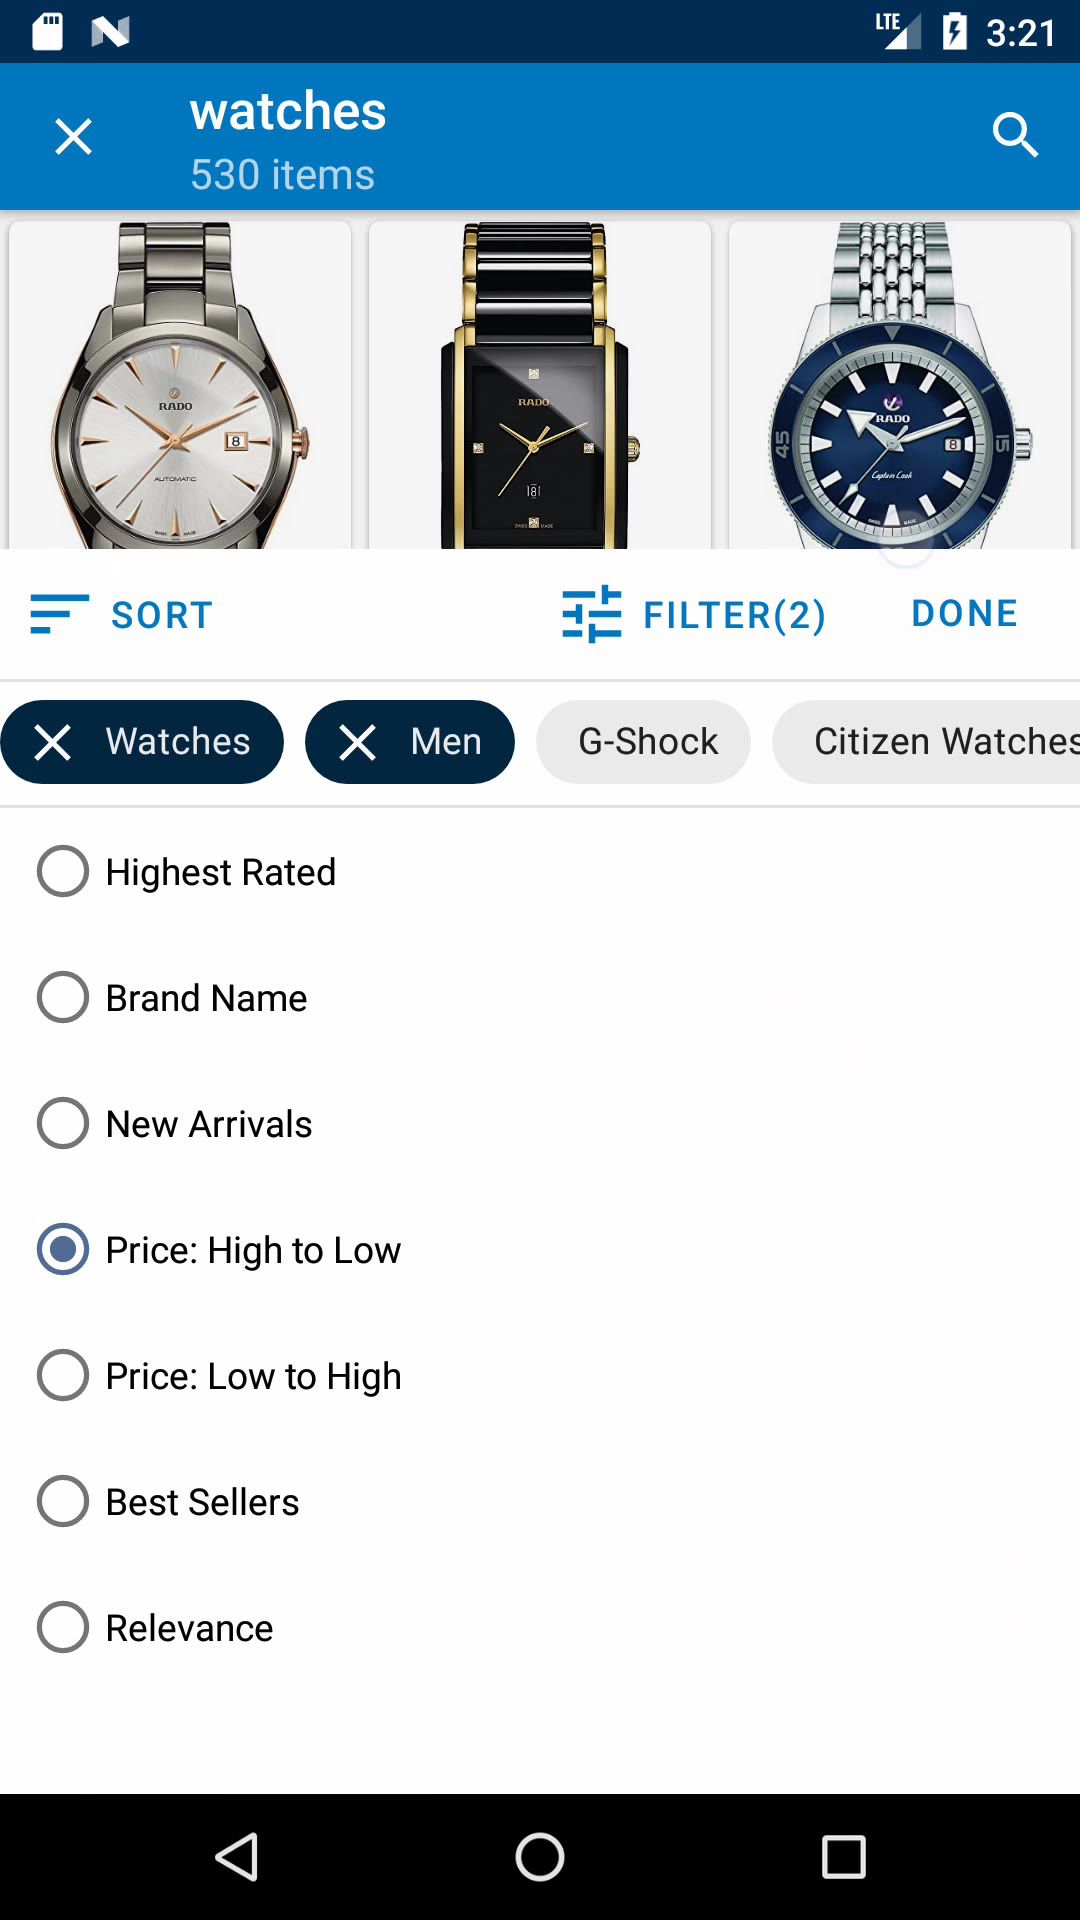 LTE 3:21
watches
530 items
RADO
8
AUTOMATIC
RADO
RADO
8
Captain Cook
45
SORT FILTER(2) DONE
Watches Men G-Shock Citizen Watches
Highest Rated
Brand Name
New Arrivals
Price: High to Low
Price: Low to High
Best Sellers
Relevance